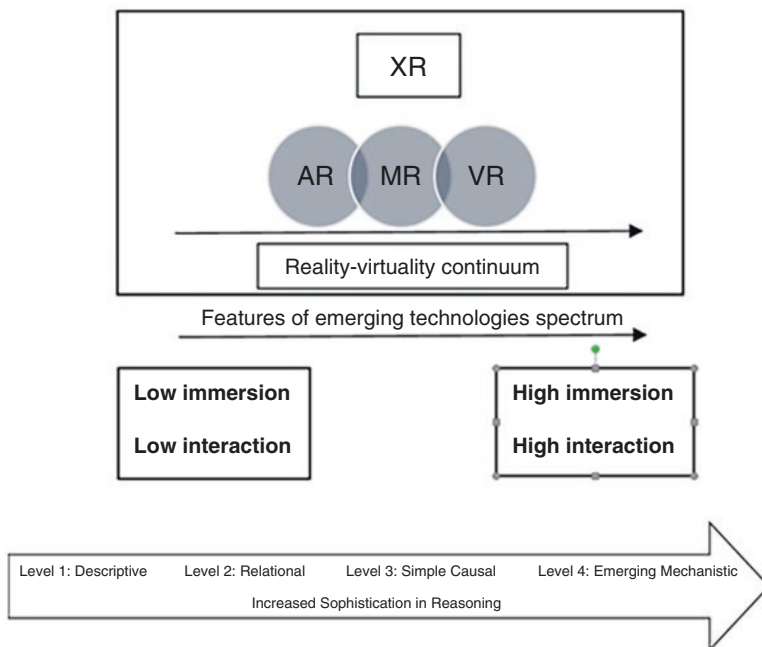 XR
AR MR VR
Reality-virtuality continuum
Features of emerging technologies spectrum
Low immersion
Low interaction
High immersion
High interaction
Level 1: Descriptive Level 2: Relational Level 3: Simple Causal Level 4: Emerging Mechanistic
Increased Sophistication in Reasoning